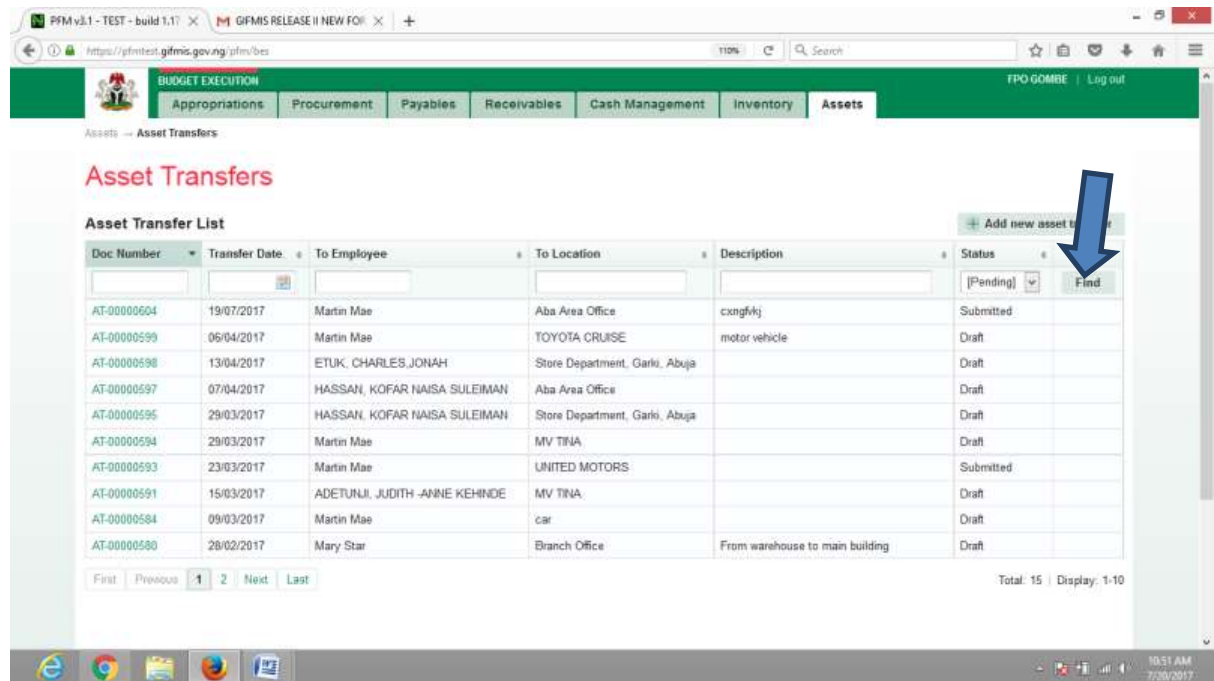 PFM v3.1 - TEST - build 1.1 GIFMIS RELEASE II NEW FOR
https://pfmtest.gifmis.gov.ng/pfm/bes 110% Search
BUDGET EXECUTION FPO GOMBE | Log out
Appropriations Procurement Payables Receivables Cash Management Inventory Assets
Assets → Asset Transfers
Asset Transfers
Asset Transfer List + Add new asset
Doc Number Transfer Date To Employee To Location Description Status
[Pending] Find
AT-00000604 19/07/2017 Martin Mae Aba Area Office cxngfvkj Submitted
AT-00000599 06/04/2017 Martin Mae TOYOTA CRUISE motor vehicle Draft
AT-00000598 13/04/2017 ETUK, CHARLES,JONAH Store Department, Garki, Abuja Draft
AT-00000597 07/04/2017 HASSAN, KOFAR NAISA SULEIMAN Aba Area Office Draft
AT-00000595 29/03/2017 HASSAN, KOFAR NAISA SULEIMAN Store Department, Garki, Abuja Draft
AT-00000594 29/03/2017 Martin Mae MV TINA Draft
AT-00000593 23/03/2017 Martin Mae UNITED MOTORS Submitted
AT-00000591 15/03/2017 ADETUNJI, JUDITH -ANNE KEHINDE MV TINA Draft
AT-00000584 09/03/2017 Martin Mae car Draft
AT-00000580 28/02/2017 Mary Star Branch Office From warehouse to main building Draft
First Previous 1 2 Next Last Total: 15 | Display: 1-10
10:51 AM
7/20/2017